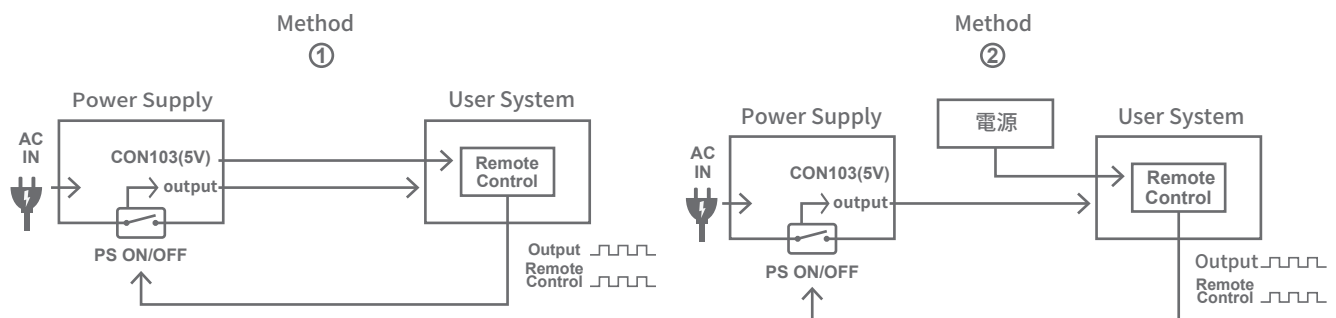 Method
①
Power Supply
User System
AC
IN
CON103(5V)
output
Remote
Control
PS ON/OFF
Output
Remote
Control
Method
②
Power Supply
電源
User System
AC
IN
CON103(5V)
output
Remote
Control
PS ON/OFF
Output
Remote
Control